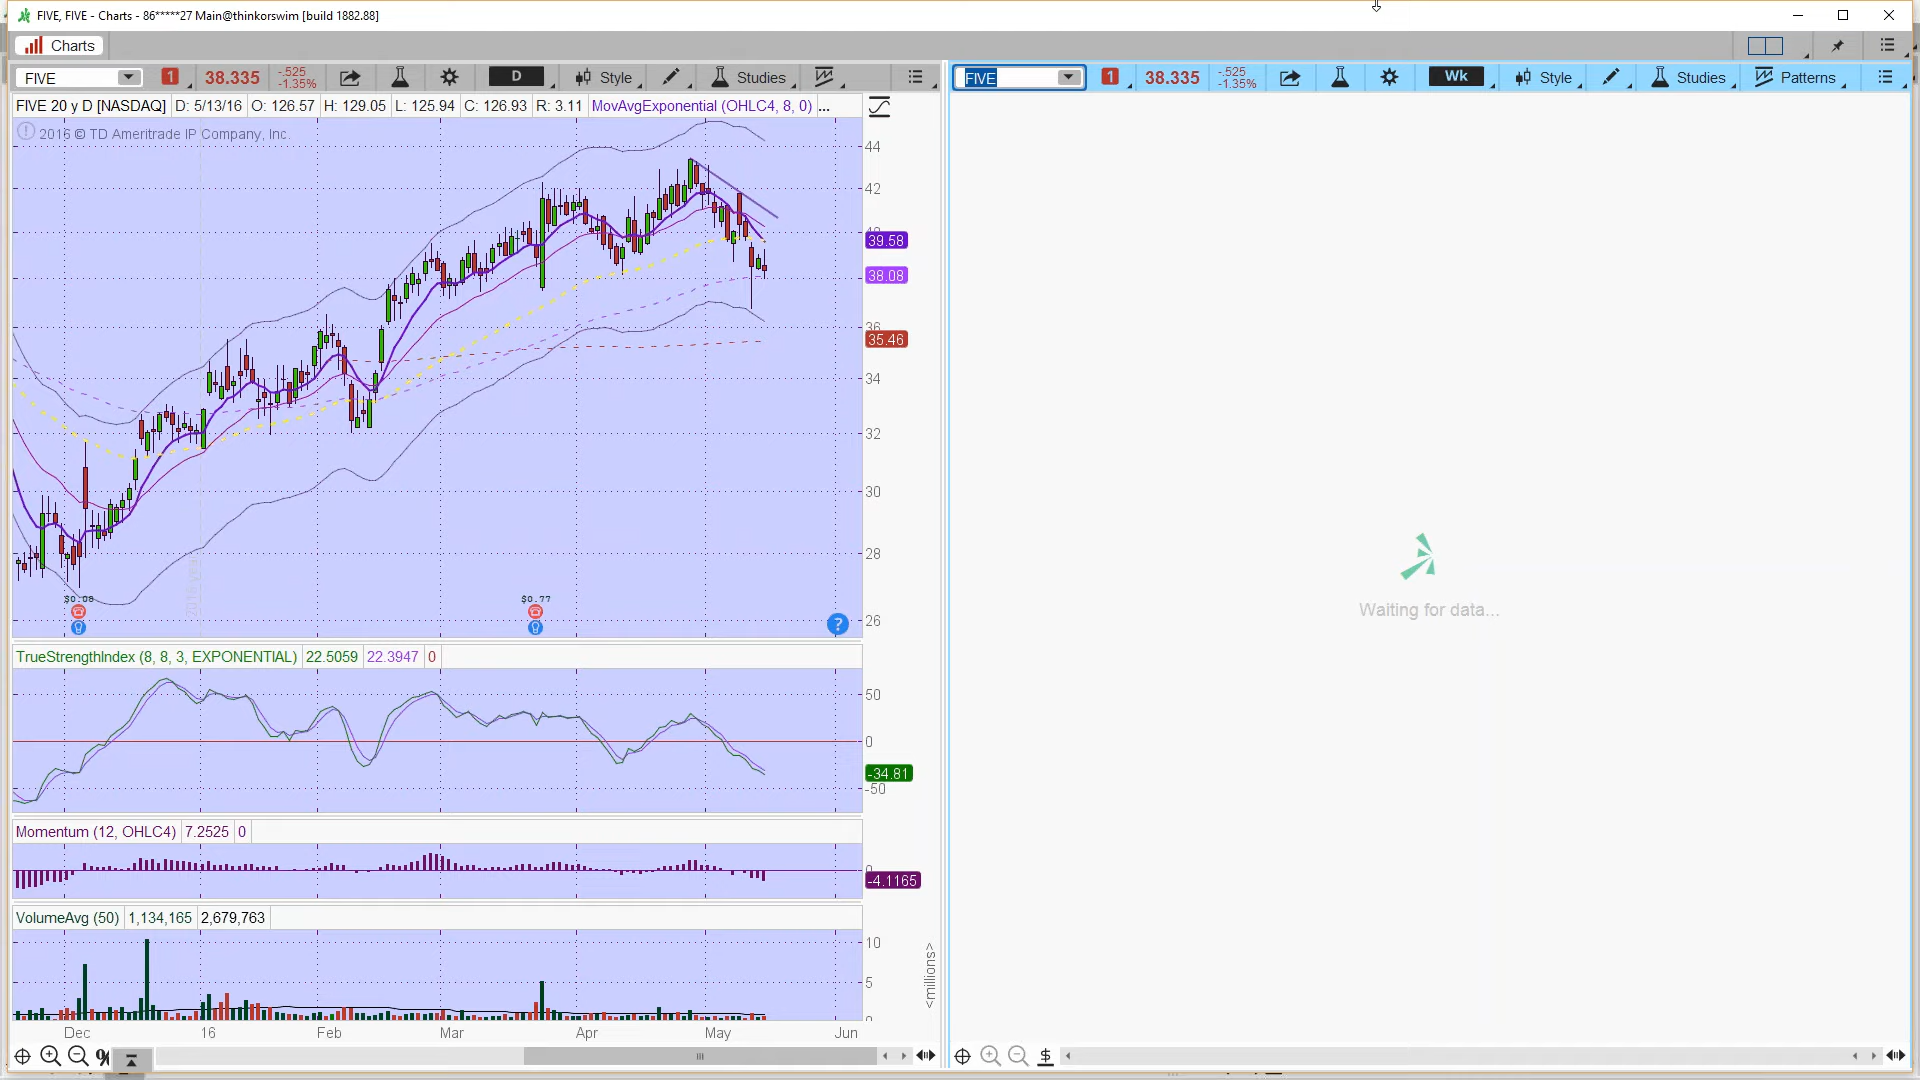 FIVE, FIVE - Charts - 86*****27 Main@thinkorswim [build 1882.88]
Charts
FIVE 1 38.335 -.525 -1.35% D Style Studies
FIVE 1 38.335 -.525 -1.35% Wk Style Studies Patterns
FIVE 20 y D [NASDAQ] D: 5/13/16 O: 126.57 H: 129.05 L: 125.94 C: 126.93 R: 3.11 MovAvgExponential (OHLC4, 8, 0) ...
2016 © TD Ameritrade IP Company, Inc.
44
42
39.58
38.08
36
35.46
34
32
30
28
26
$0.08
$0.77
?
Waiting for data...
TrueStrengthIndex (8, 8, 3, EXPONENTIAL) 22.5059 22.3947 0
50
0
-34.81
-50
Momentum (12, OHLC4) 7.2525 0
0
-4.1165
VolumeAvg (50) 1,134,165 2,679,763
10
5
0
<millions>
Dec 16 Feb Mar Apr May Jun
%
$